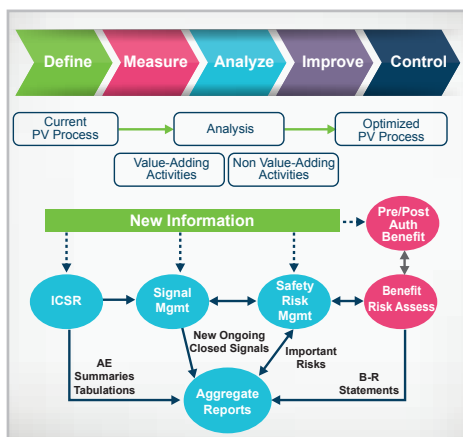 Define
Measure
Analyze
Improve
Control
Current
PV Process
Analysis
Optimized
PV Process
Value-Adding
Activities
Non Value-Adding
Activities
New Information
Pre/Post
Auth
Benefit
ICSR
Signal
Mgmt
Safety
Risk
Mgmt
Benefit
Risk Assess
New Ongoing
Closed Signals
Important
Risks
AE
Summaries
Tabulations
B-R
Statements
Aggregate
Reports